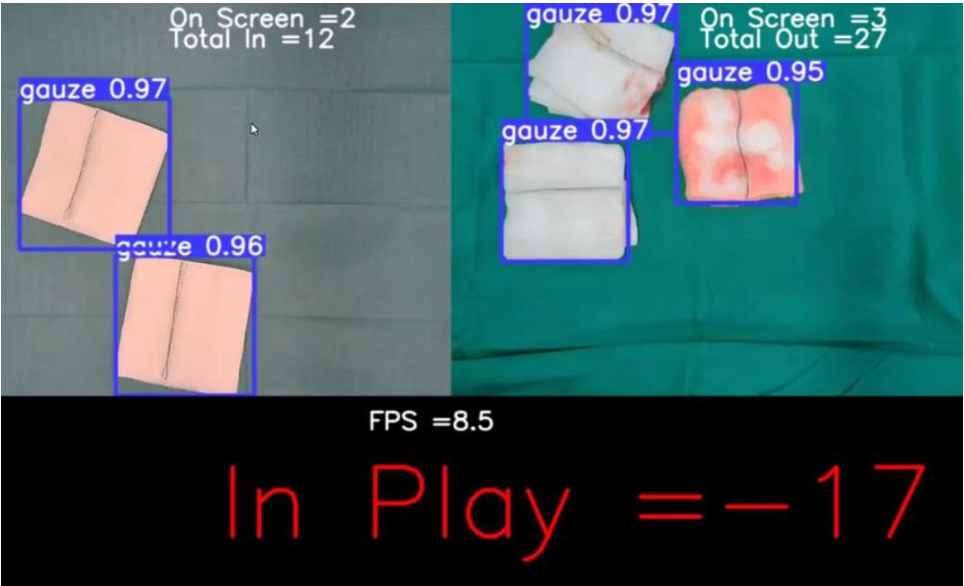 On Screen =2
Total In =12
gauze 0.97
gauze 0.96
gauze 0.97
On Screen =3
Total Out =27
gauze 0.95
gauze 0.97
FPS =8.5
In Play =-17